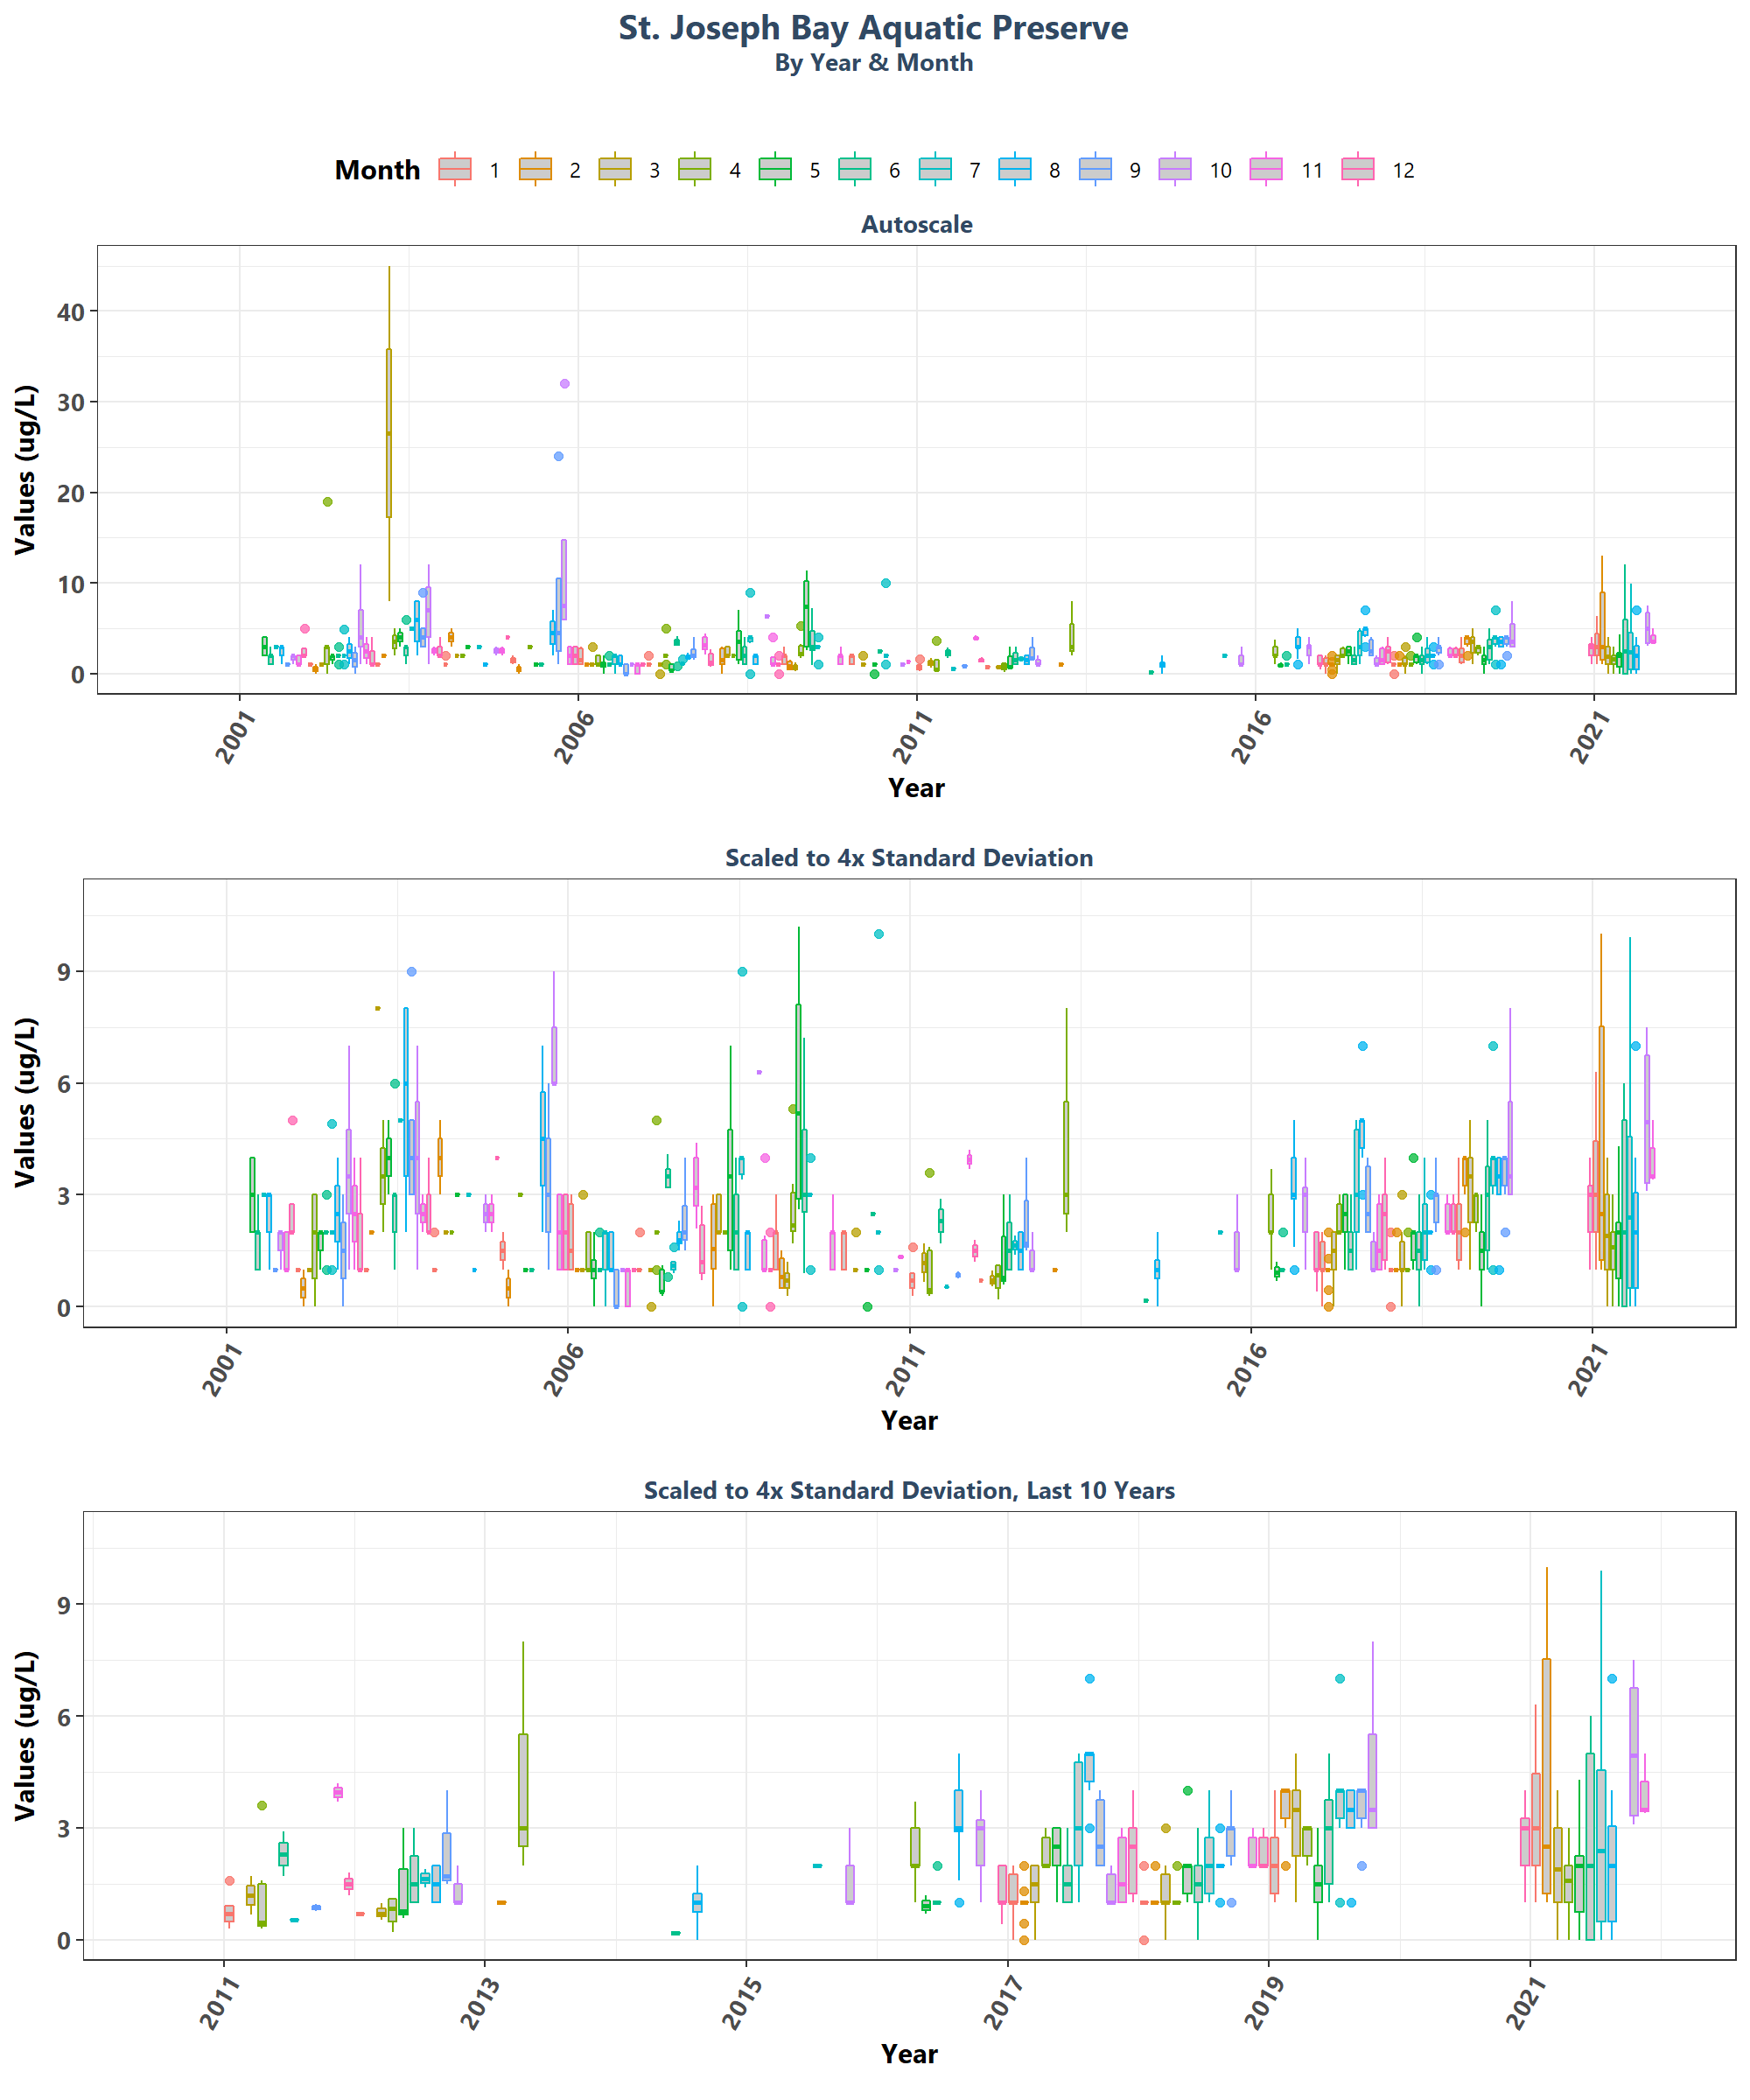 St. Joseph Bay Aquatic Preserve
By Year & Month
Month 1 2 3 4 5 6 7 8 9 10 11 12
Autoscale
Values (ug/L)
40
30
20
10
0
2001 2006 2011 2016 2021
Year
Scaled to 4x Standard Deviation
Values (ug/L)
9
6
3
0
2001 2006 2011 2016 2021
Year
Scaled to 4x Standard Deviation, Last 10 Years
Values (ug/L)
9
6
3
0
2011 2013 2015 2017 2019 2021
Year